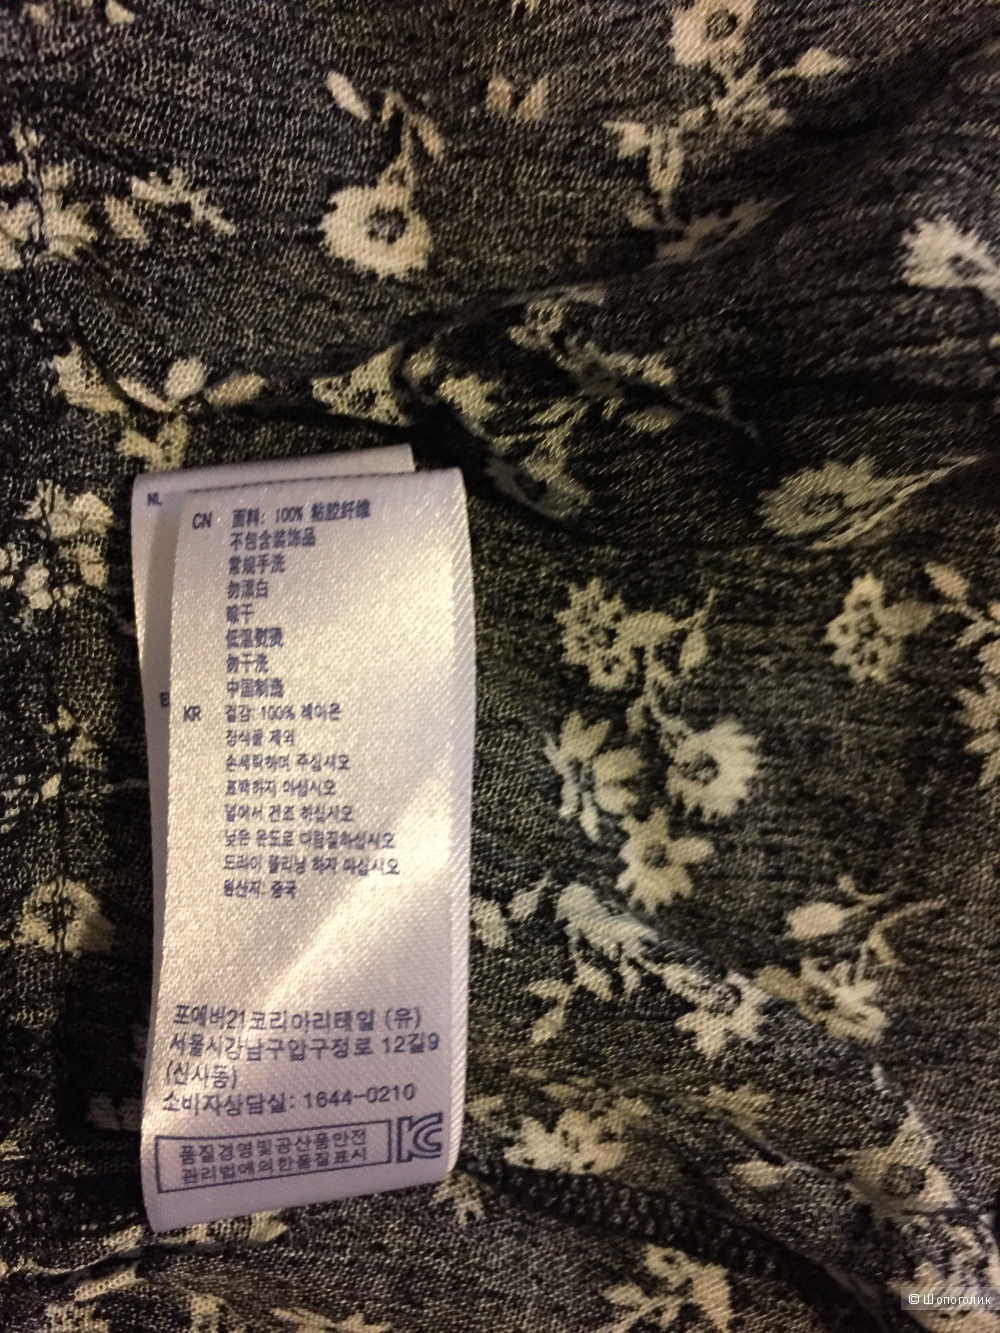 NL
CN 面料: 100% 粘胶纤维
不包含装饰品
常规手洗
勿漂白
晾干
低温熨烫
勿干洗
中国制造
KR 겉감: 100% 레이온
장식물 제외
손세탁하여 주십시오
표백하지 마십시오
널어서 건조 하십시오
낮은 온도로 다림질하십시오
드라이 클리닝 하지 마십시오
원산지: 중국
포에버21코리아리테일 (유)
서울시강남구압구정로 12길9
(신사동)
소비자상담실: 1644-0210
품질경영및공산품안전
관리법에의한품질표시
© Шопоголик